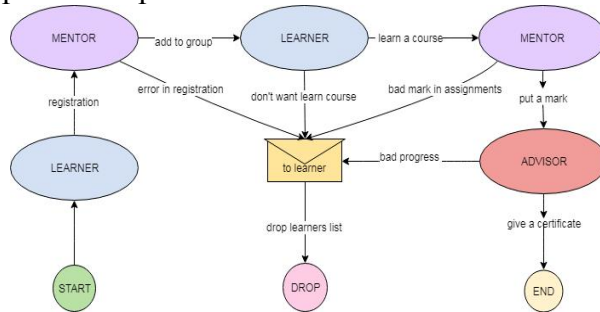 MENTOR
add to group
LEARNER
learn a course
MENTOR
registration
error in registration
don't want learn course
bad mark in assignments
put a mark
LEARNER
to learner
bad progress
ADVISOR
drop learners list
give a certificate
START
DROP
END